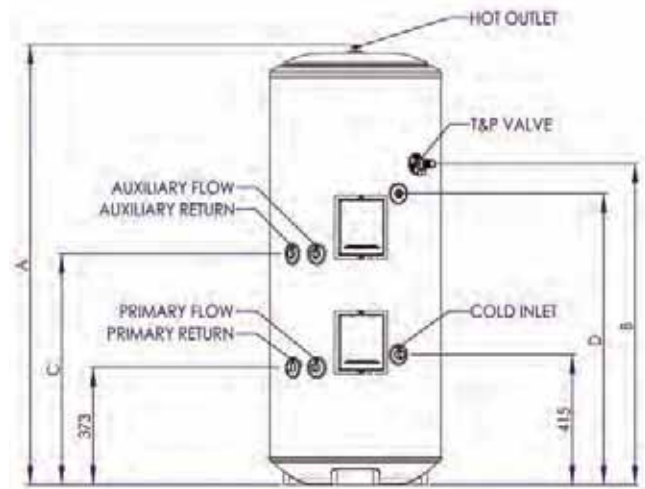 HOT OUTLET
T&P VALVE
AUXILIARY FLOW
AUXILIARY RETURN
PRIMARY FLOW
PRIMARY RETURN
COLD INLET
A
C
373
D
B
415